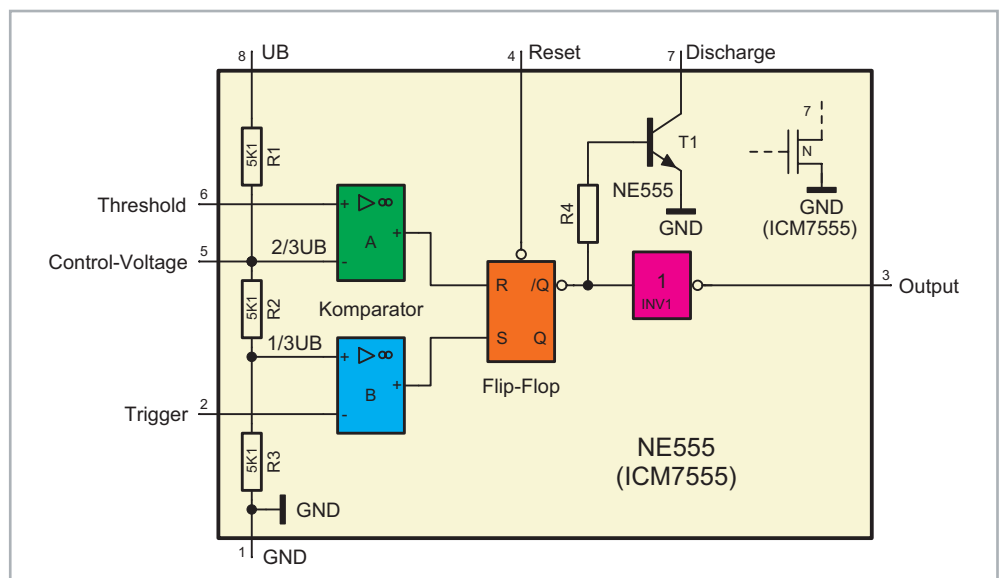 8 UB
4 Reset
7 Discharge
5K1 R1
T1
7
N
NE555
GND
GND
(ICM7555)
R4
6
Threshold
+ ▷∞
A
+
-
5
Control-Voltage
2/3UB
5K1 R2
Komparator
R /Q
S Q
Flip-Flop
1
INV1
3
Output
1/3UB
+ ▷∞
B
+
-
2
Trigger
5K1 R3
NE555
(ICM7555)
GND
1 GND